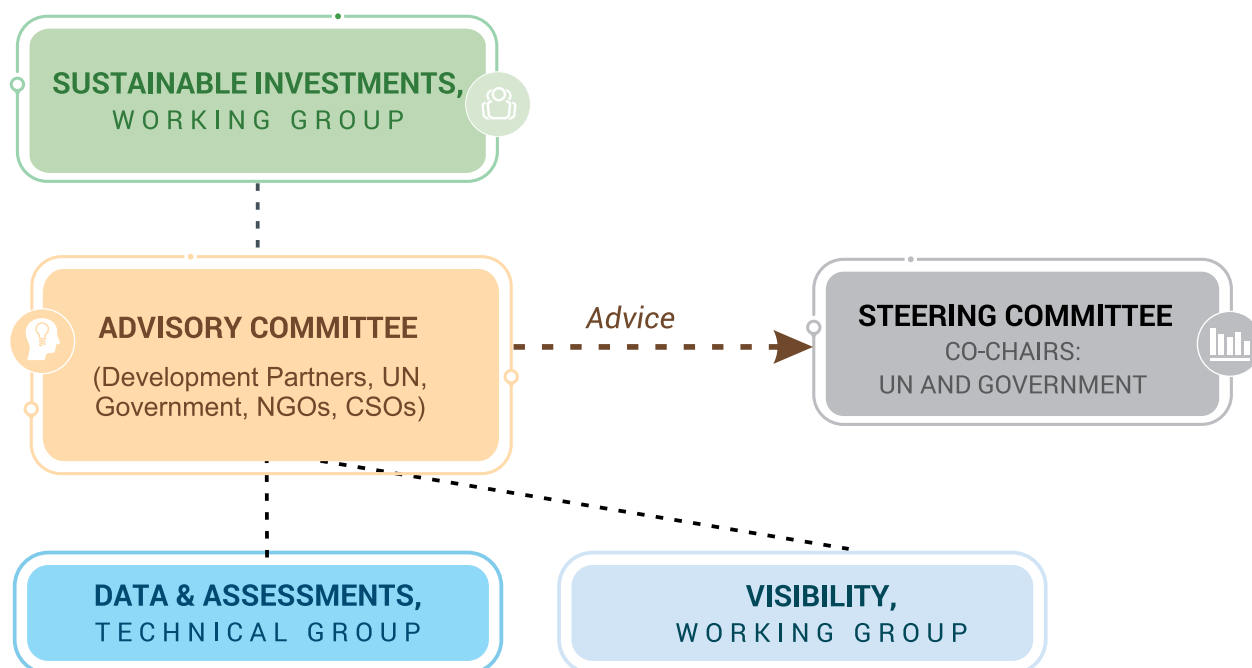 SUSTAINABLE INVESTMENTS,
WORKING GROUP
ADVISORY COMMITTEE
(Development Partners, UN,
Government, NGOs, CSOs)
Advice
STEERING COMMITTEE
CO-CHAIRS:
UN AND GOVERNMENT
DATA & ASSESSMENTS,
TECHNICAL GROUP
VISIBILITY,
WORKING GROUP